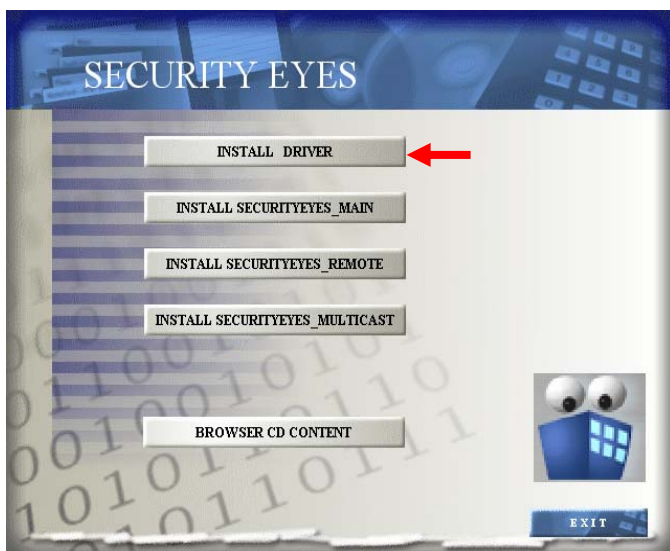 SECURITY EYES
INSTALL DRIVER
INSTALL SECURITYEYES_MAIN
INSTALL SECURITYEYES_REMOTE
INSTALL SECURITYEYES_MULTICAST
BROWSER CD CONTENT
EXIT